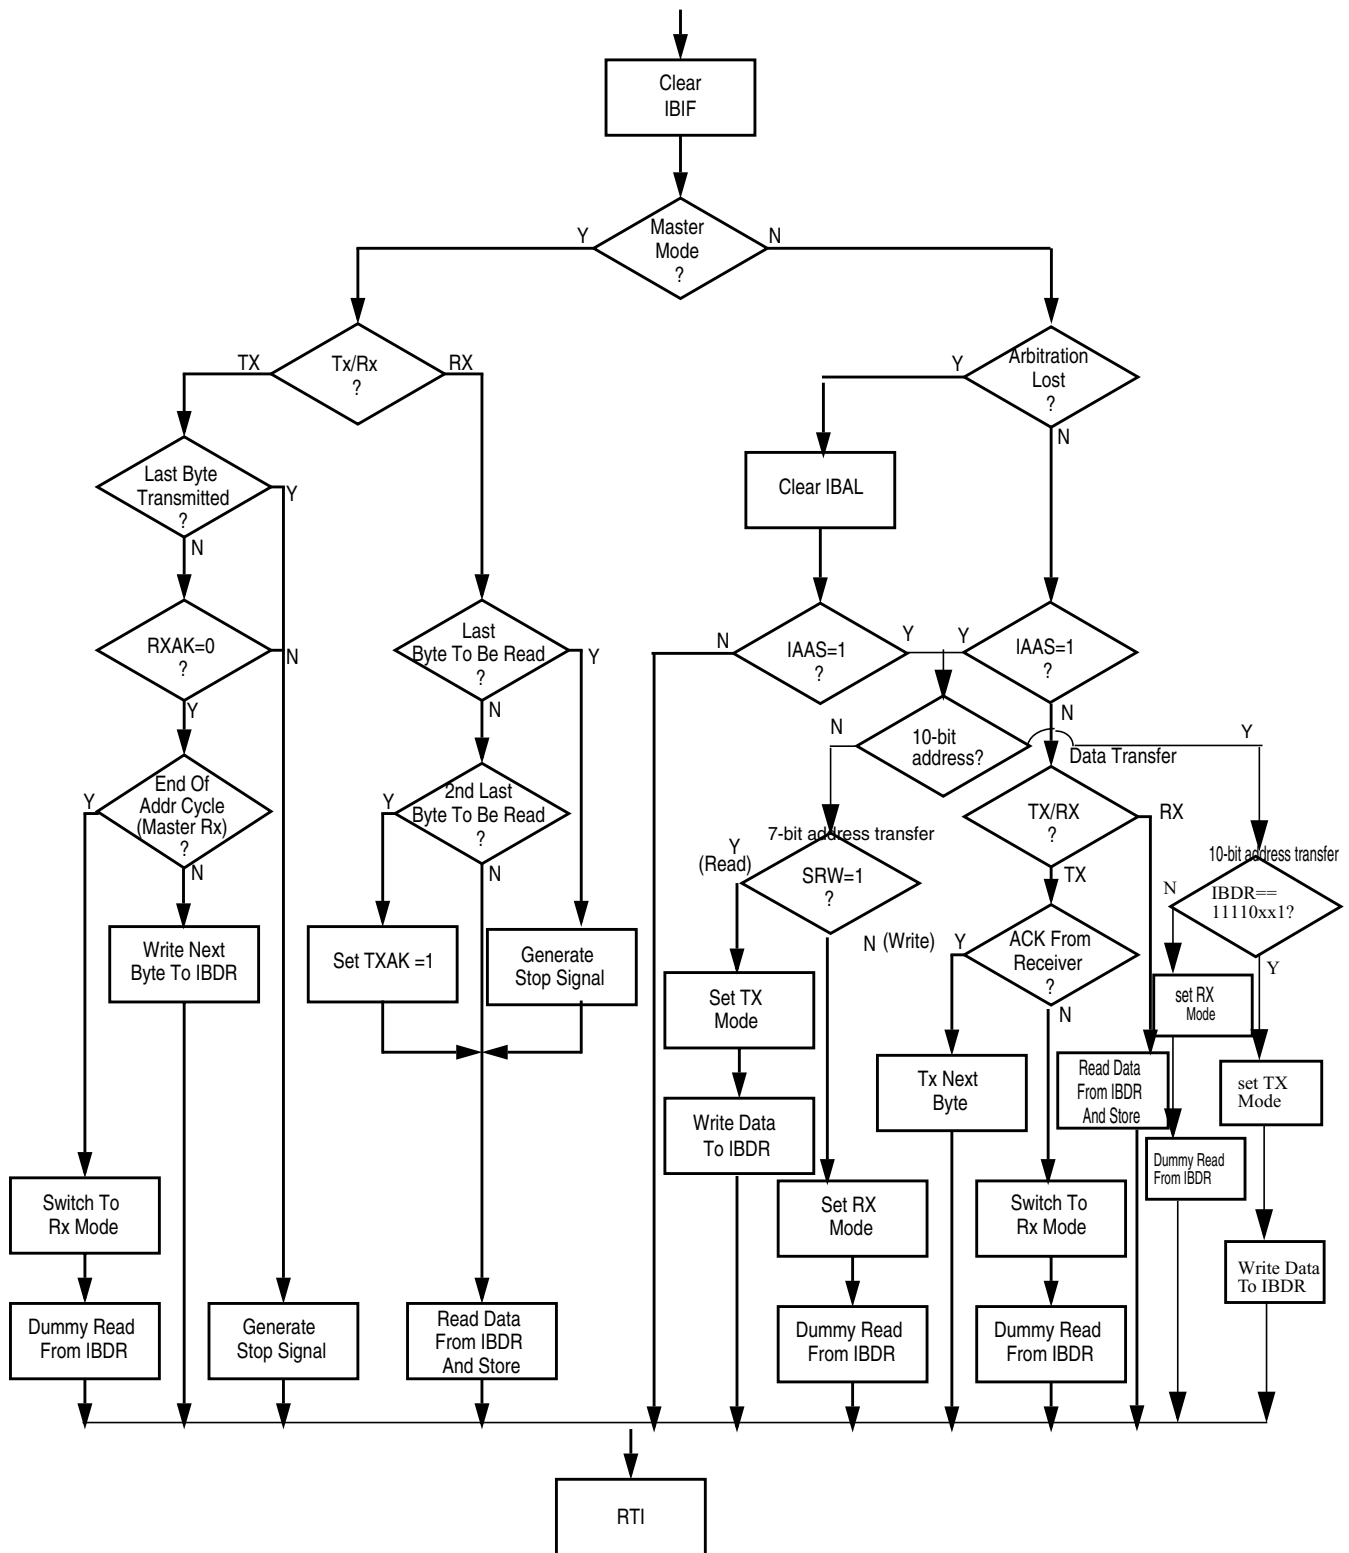 Clear
IBIF
Master
Mode
?
Y
N
Tx/Rx
?
TX
RX
Arbitration
Lost
?
Y
N
Last Byte
Transmitted
?
Y
N
Clear IBAL
RXAK=0
?
N
Y
Last
Byte To Be Read
?
Y
N
IAAS=1
?
N
Y
IAAS=1
?
Y
N
10-bit
address?
N
Y
Data Transfer
End Of
Addr Cycle
(Master Rx)
?
Y
N
2nd Last
Byte To Be Read
?
Y
N
7-bit address transfer
SRW=1
?
Y
(Read)
N (Write)
TX/RX
?
RX
TX
10-bit address transfer
IBDR==
11110xx1?
N
Y
Write Next
Byte To IBDR
Set TXAK =1
Generate
Stop Signal
ACK From
Receiver
?
Y
N
Set TX
Mode
set RX
Mode
Tx Next
Byte
Read Data
From IBDR
And Store
set TX
Mode
Write Data
To IBDR
Dummy Read
From IBDR
Switch To
Rx Mode
Set RX
Mode
Switch To
Rx Mode
Write Data
To IBDR
Dummy Read
From IBDR
Generate
Stop Signal
Read Data
From IBDR
And Store
Dummy Read
From IBDR
Dummy Read
From IBDR
RTI